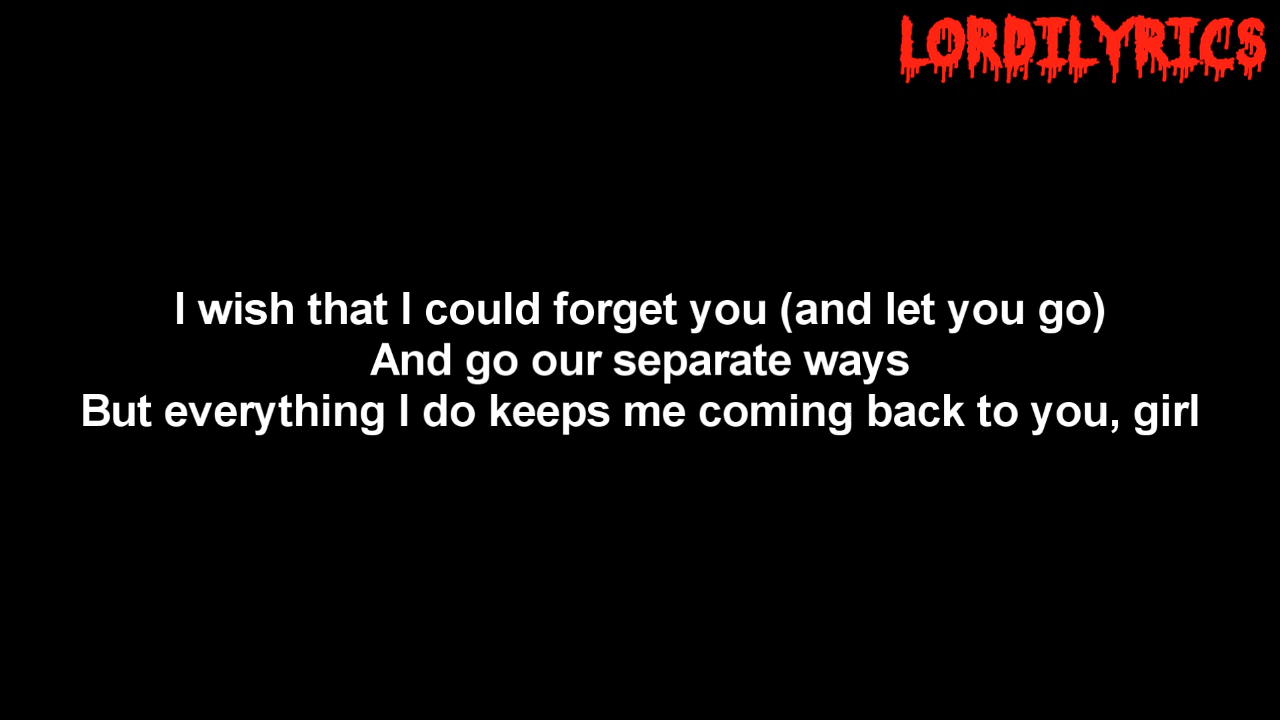 LORDILYRICS
I wish that I could forget you (and let you go)
And go our separate ways
But everything I do keeps me coming back to you, girl